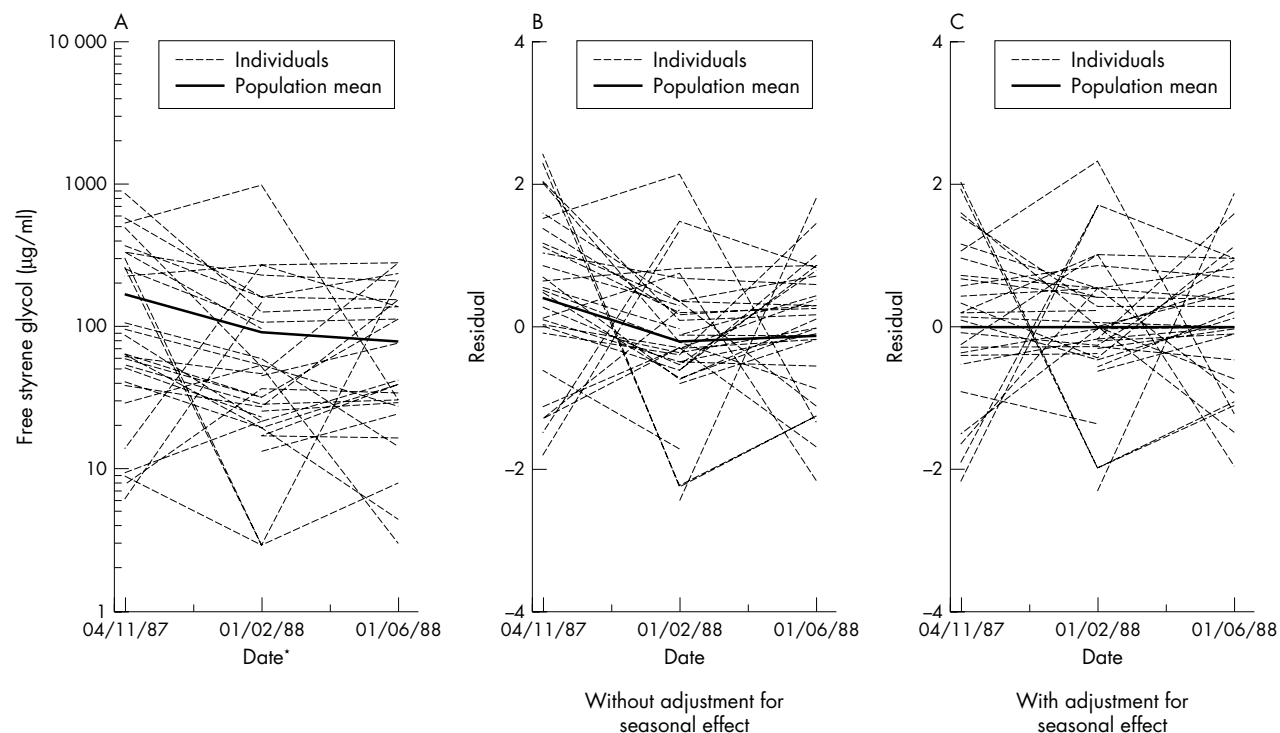 A
10 000
1000
100
10
1
Free styrene glycol (µg/ml)
Individuals
Population mean
04/11/87
01/02/88
01/06/88
Date*
B
4
2
0
–2
–4
Residual
Individuals
Population mean
04/11/87
01/02/88
01/06/88
Date
Without adjustment for
seasonal effect
C
4
2
0
–2
–4
Residual
Individuals
Population mean
04/11/87
01/02/88
01/06/88
Date
With adjustment for
seasonal effect